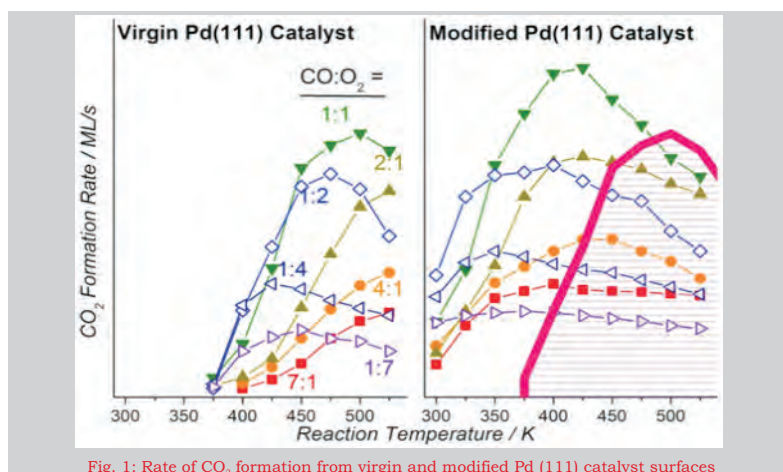 Virgin Pd(111) Catalyst
Modified Pd(111) Catalyst
CO:O₂ =
1:1
2:1
1:2
1:4
4:1
7:1
1:7
CO₂ Formation Rate / ML/s
300 350 400 450 500
300 350 400 450 500
Reaction Temperature / K
Fig. 1: Rate of CO₂ formation from virgin and modified Pd (111) catalyst surfaces